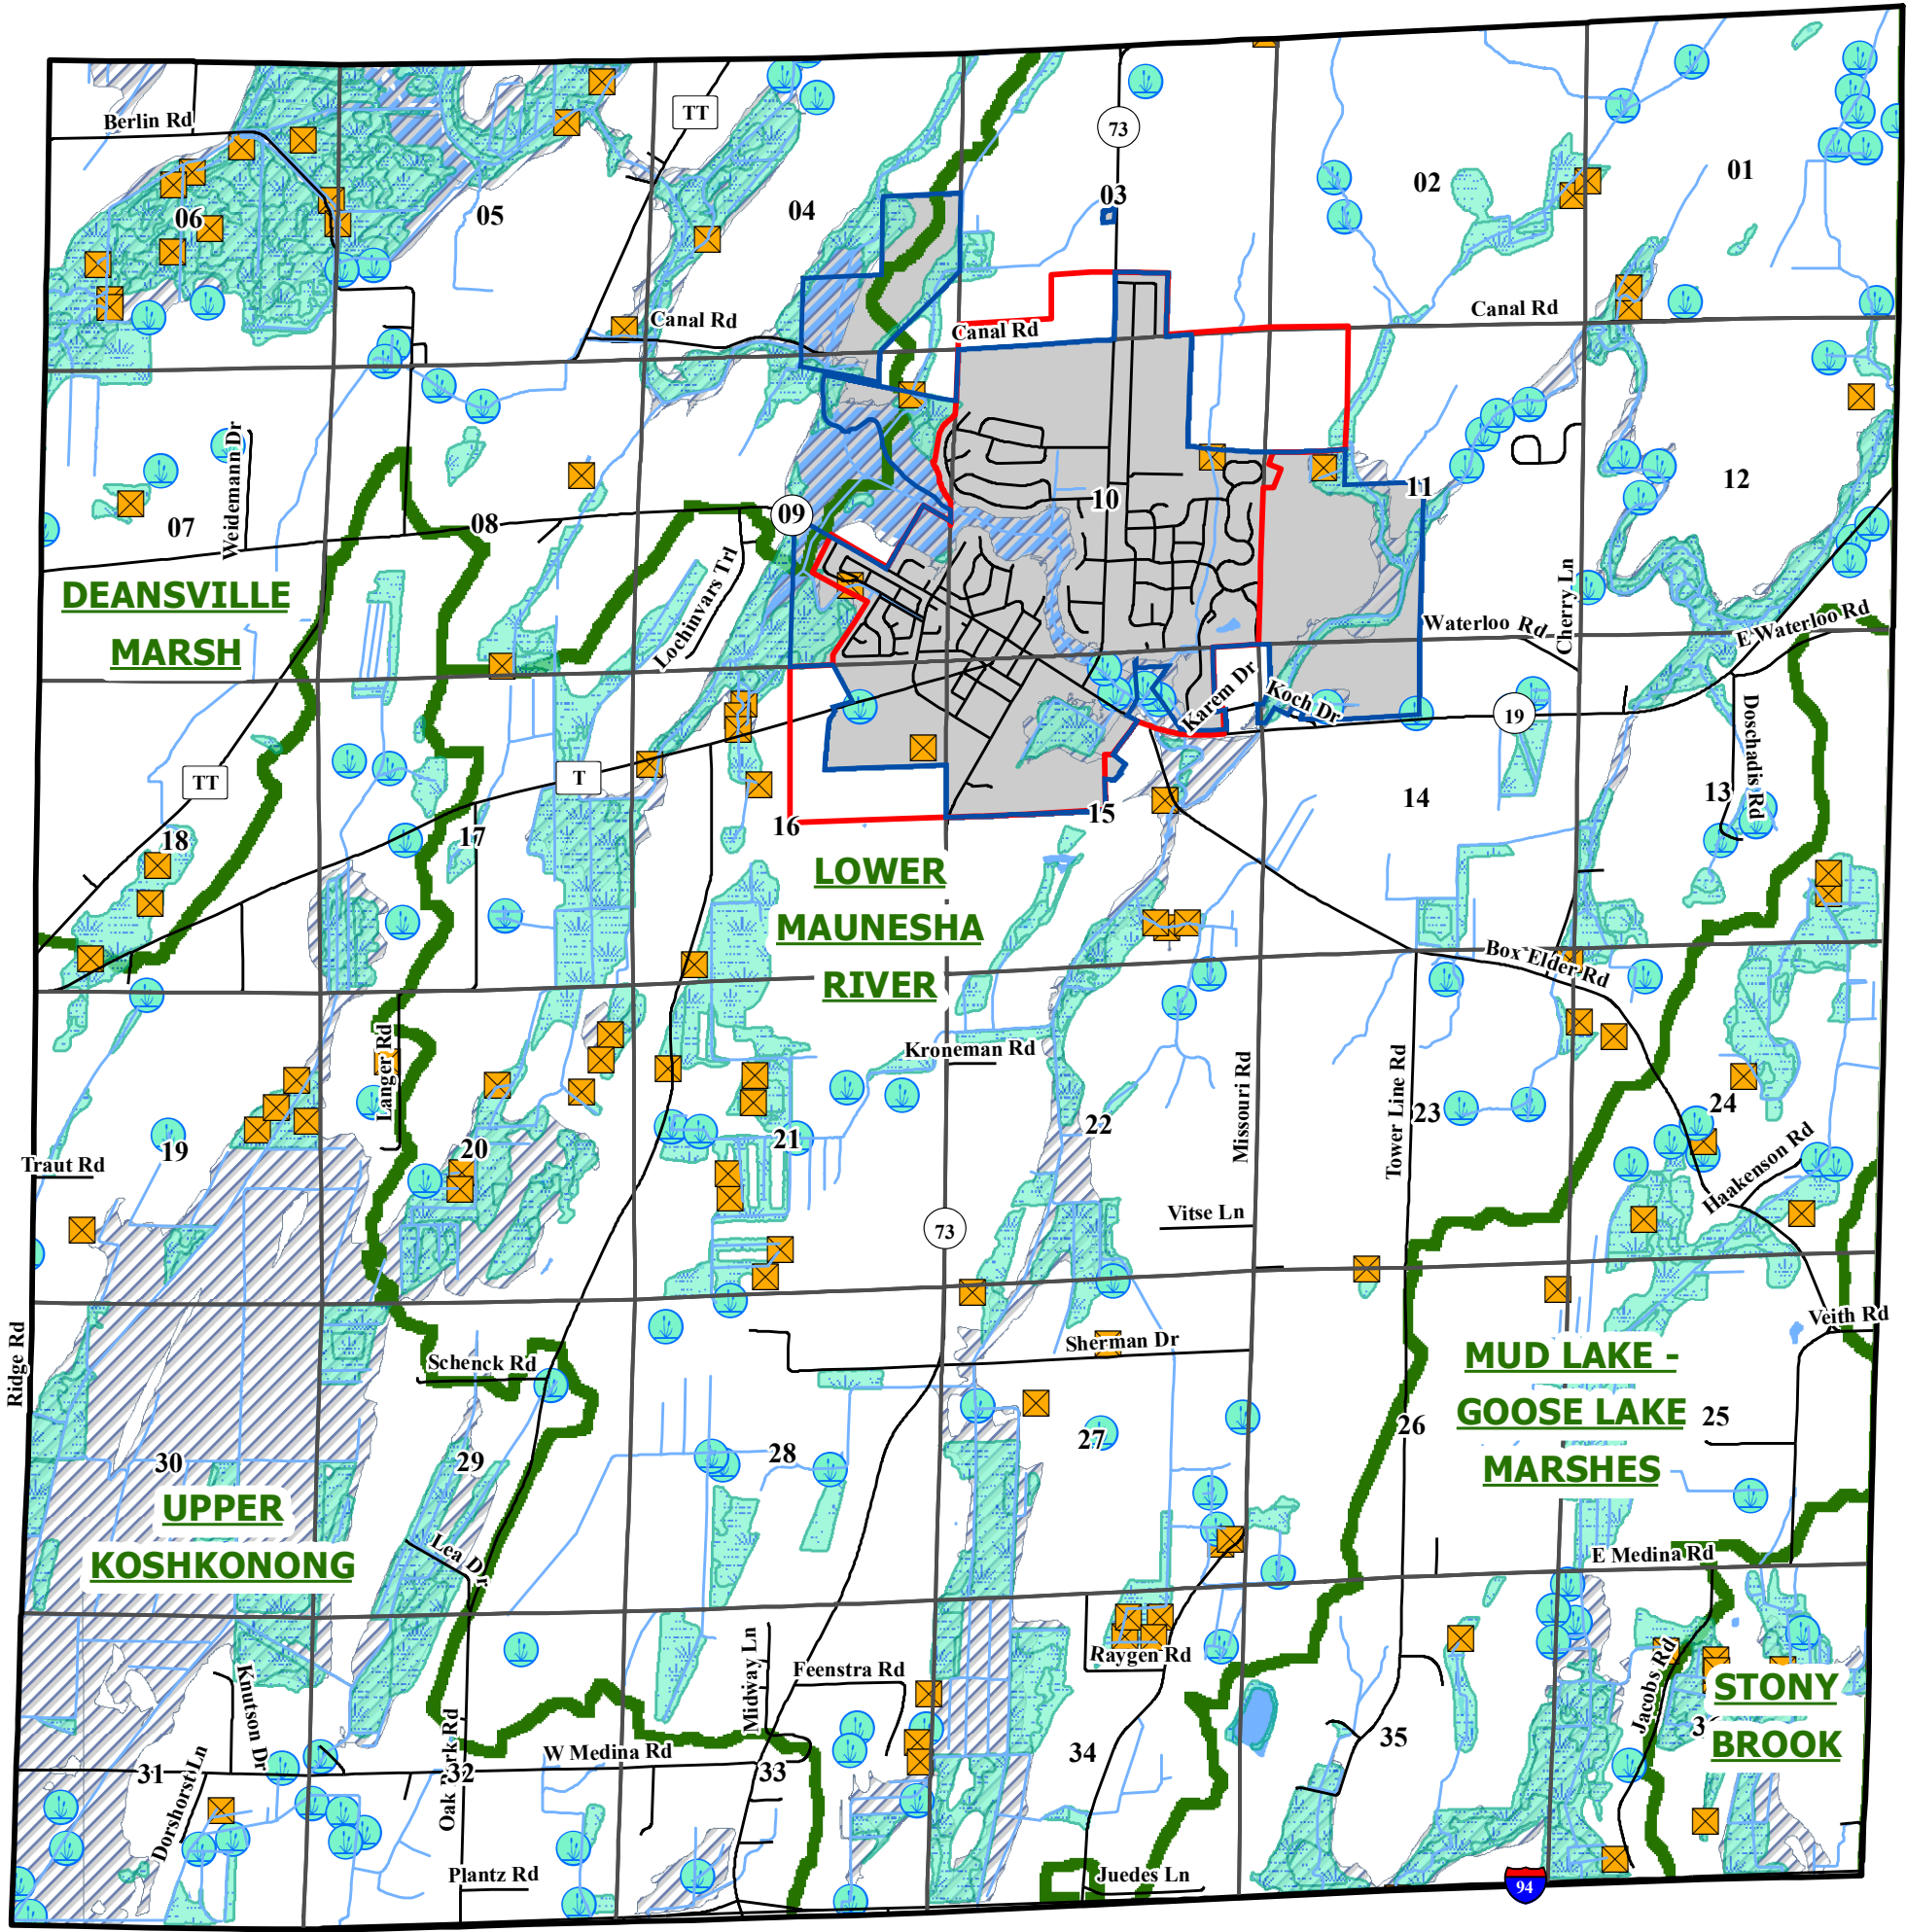 TT
73
Berlin Rd
03
02
01
04
05
06
Canal Rd
Canal Rd
Canal Rd
Weidemann Dr
07
08
09
10
11
12
DEANSVILLE
MARSH
Lochinvars Trl
Waterloo Rd
Cherry Ln
E Waterloo Rd
Karem Dr
Koch Dr
19
Doschadis Rd
TT
T
18
17
16
15
14
13
LOWER
MAUNESHA
RIVER
Box Elder Rd
Langer Rd
Kroneman Rd
Missouri Rd
Tower Line Rd
19
20
21
22
23
24
Traut Rd
Haakenson Rd
Vitse Ln
73
Ridge Rd
Schenck Rd
Sherman Dr
Veith Rd
MUD LAKE -
GOOSE LAKE
MARSHES
30
29
28
27
26
25
UPPER
KOSHKONONG
Lea Dr
E Medina Rd
Knutson Dr
Midway Ln
Feenstra Rd
Raygen Rd
Jacobs Rd
STONY
BROOK
Oak Park Rd
W Medina Rd
31
32
33
34
35
3
Dorshorst Ln
Plantz Rd
Juedes Ln
94